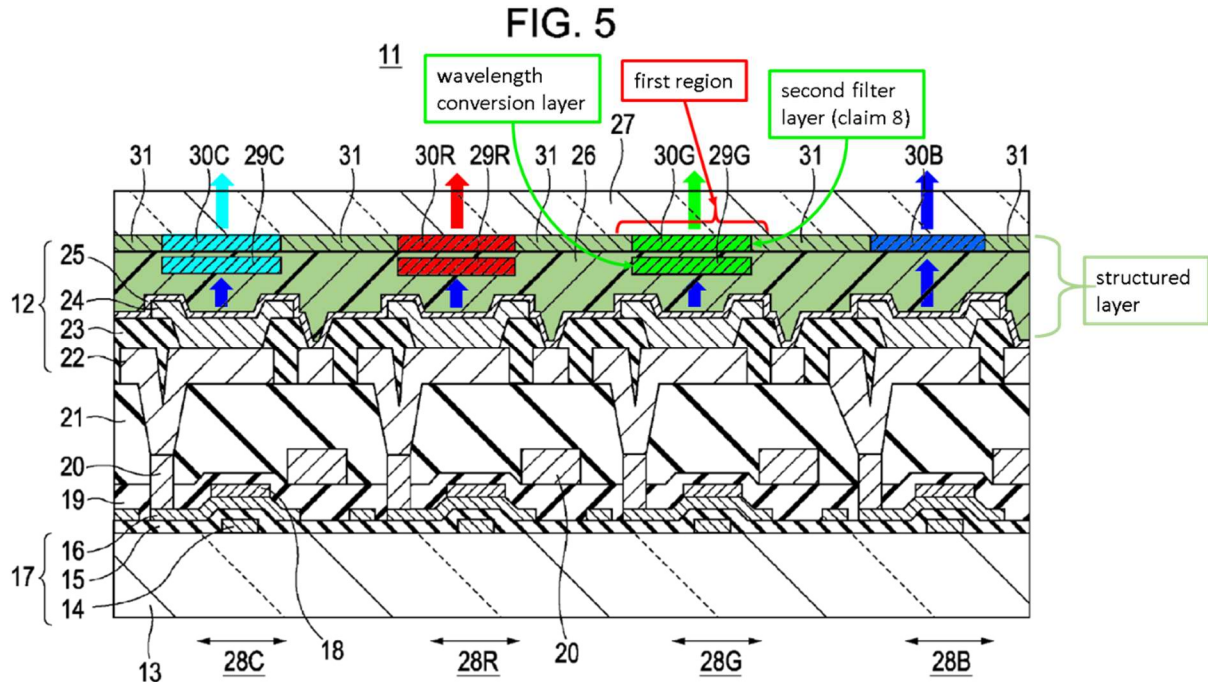 FIG. 5
11
wavelength
conversion layer
first region
second filter
layer (claim 8)
27
31 30C 29C 31 30R 29R 31 26 30G 29G 31 30B 31
25
24
12
23
22
structured
layer
21
20
19
16
17
15
14
13 28C 18 28R 20 28G 28B